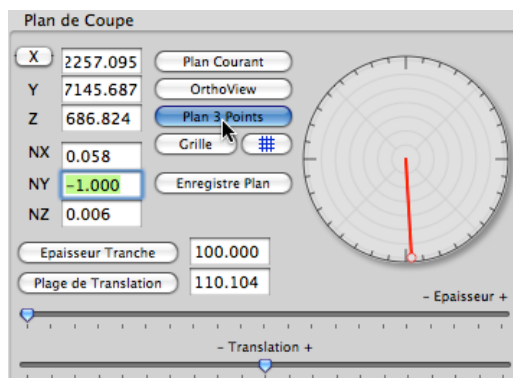 Plan de Coupe
X 2257.095 Plan Courant
Y 7145.687 OrthoView
Z 686.824 Plan 3 Points
Grille
NX 0.058
NY -1.000 Enregistre Plan
NZ 0.006
Epaisseur Tranche 100.000
Plage de Translation 110.104
- Epaisseur +
- Translation +